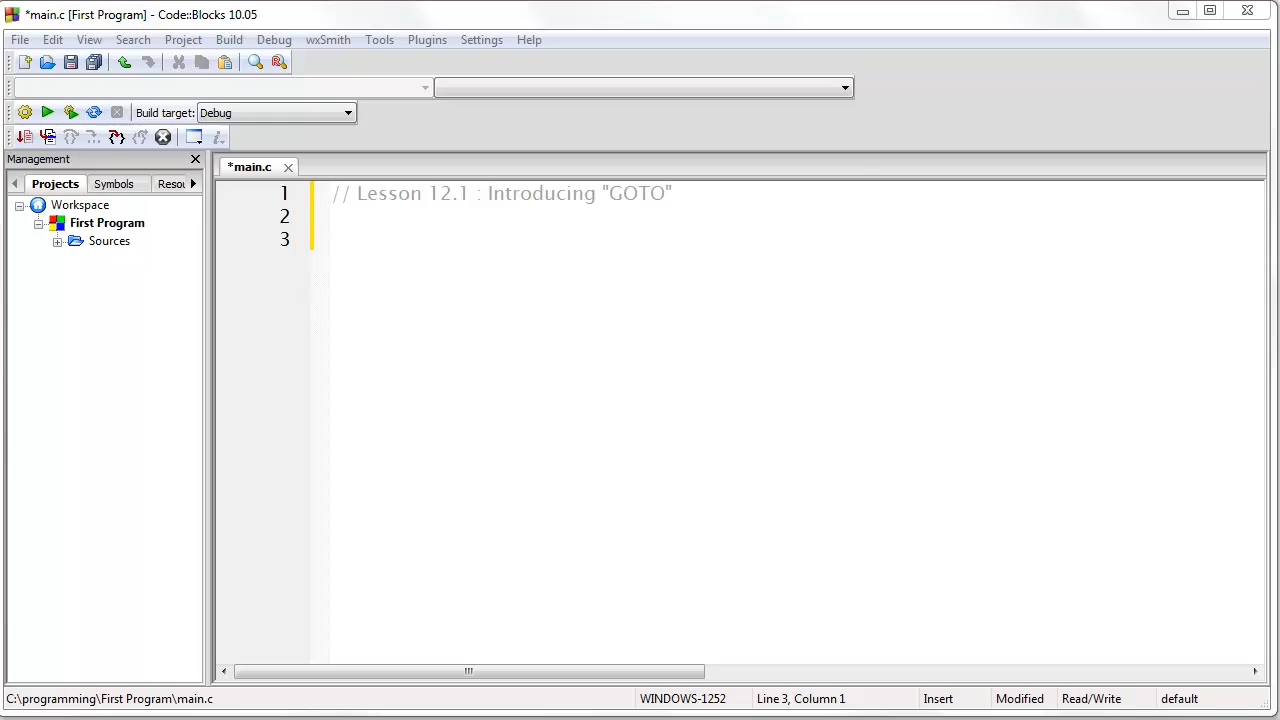 *main.c [First Program] - Code::Blocks 10.05
File Edit View Search Project Build Debug wxSmith Tools Plugins Settings Help
Build target: Debug
Management
*main.c
Projects Symbols Resou
1 // Lesson 12.1 : Introducing "GOTO"
2
3
Workspace
First Program
Sources
C:\programming\First Program\main.c WINDOWS-1252 Line 3, Column 1 Insert Modified Read/Write default